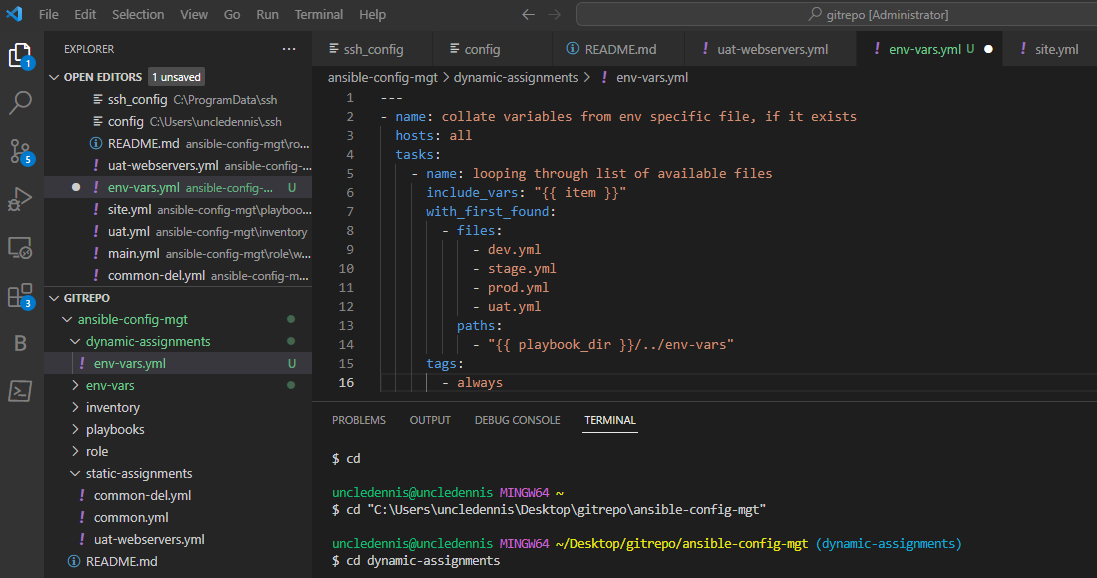 File Edit Selection View Go Run Terminal Help gitrepo [Administrator]
EXPLORER
OPEN EDITORS 1 unsaved
ssh_config C:\ProgramData\ssh
config C:\Users\uncledennis\.ssh
README.md ansible-config-mgt\ro...
uat-webservers.yml ansible-config-...
env-vars.yml ansible-config-... U
site.yml ansible-config-mgt\playboo...
uat.yml ansible-config-mgt\inventory
main.yml ansible-config-mgt\role\w...
common-del.yml ansible-config-m...
GITREPO
ansible-config-mgt
dynamic-assignments
env-vars.yml U
env-vars
inventory
playbooks
role
static-assignments
common-del.yml
common.yml
uat-webservers.yml
README.md
1
5
3
B
ssh_config config README.md uat-webservers.yml env-vars.yml U site.yml
ansible-config-mgt > dynamic-assignments > env-vars.yml
1 ---
2 - name: collate variables from env specific file, if it exists
3 hosts: all
4 tasks:
5 - name: looping through list of available files
6 include_vars: "{{ item }}"
7 with_first_found:
8 - files:
9 - dev.yml
10 - stage.yml
11 - prod.yml
12 - uat.yml
13 paths:
14 - "{{ playbook_dir }}/../env-vars"
15 tags:
16 - always
PROBLEMS OUTPUT DEBUG CONSOLE TERMINAL
$ cd
uncledennis@uncledennis MINGW64 ~
$ cd "C:\Users\uncledennis\Desktop\gitrepo\ansible-config-mgt"
uncledennis@uncledennis MINGW64 ~/Desktop/gitrepo/ansible-config-mgt (dynamic-assignments)
$ cd dynamic-assignments